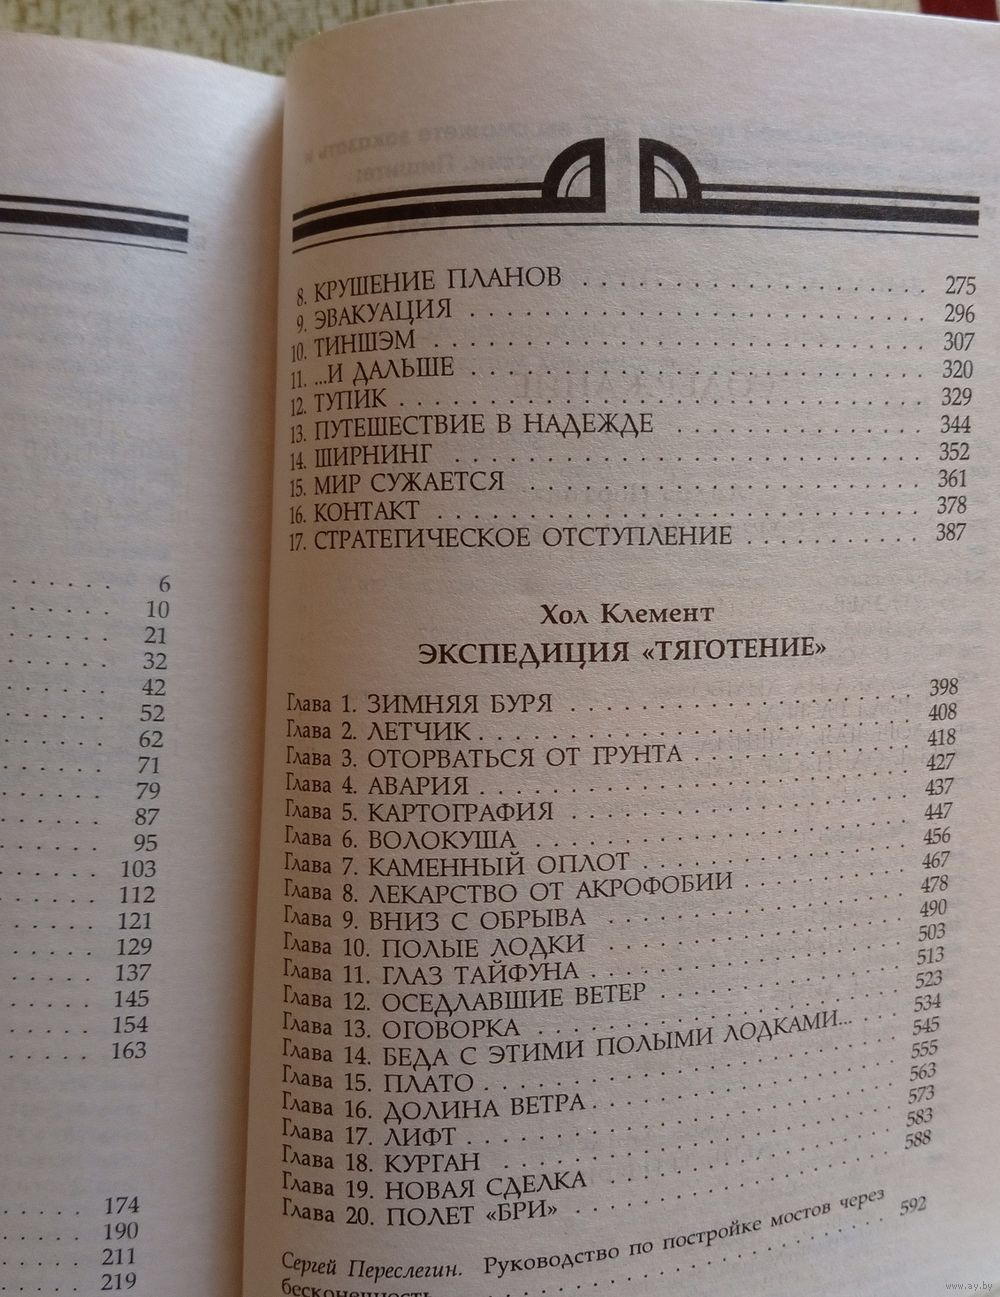 6
10
21
32
42
52
62
71
79
87
95
103
112
121
129
137
145
154
163
174
190
211
219
8. КРУШЕНИЕ ПЛАНОВ . . . . . . . . . . . . . . . . . . . . 275
9. ЭВАКУАЦИЯ . . . . . . . . . . . . . . . . . . . . 296
10. ТИНШЭМ . . . . . . . . . . . . . . . . . . . . 307
11. ...И ДАЛЬШЕ . . . . . . . . . . . . . . . . . . . . 320
12. ТУПИК . . . . . . . . . . . . . . . . . . . . 329
13. ПУТЕШЕСТВИЕ В НАДЕЖДЕ . . . . . . . . . . . . . . 344
14. ШИРНИНГ . . . . . . . . . . . . . . . . . . . . 352
15. МИР СУЖАЕТСЯ . . . . . . . . . . . . . . . . . . . . 361
16. КОНТАКТ . . . . . . . . . . . . . . . . . . . . 378
17. СТРАТЕГИЧЕСКОЕ ОТСТУПЛЕНИЕ . . . . . . . . . . . 387
Хол Клемент
ЭКСПЕДИЦИЯ «ТЯГОТЕНИЕ»
Глава 1. ЗИМНЯЯ БУРЯ . . . . . . . . . . . . . . . . . . 398
Глава 2. ЛЕТЧИК . . . . . . . . . . . . . . . . . . . . 408
Глава 3. ОТОРВАТЬСЯ ОТ ГРУНТА . . . . . . . . . . . . 418
Глава 4. АВАРИЯ . . . . . . . . . . . . . . . . . . . . 427
Глава 5. КАРТОГРАФИЯ . . . . . . . . . . . . . . . . . . 437
Глава 6. ВОЛОКУША . . . . . . . . . . . . . . . . . . 447
Глава 7. КАМЕННЫЙ ОПЛОТ . . . . . . . . . . . . . . 456
Глава 8. ЛЕКАРСТВО ОТ АКРОФОБИИ . . . . . . . . . . 467
Глава 9. ВНИЗ С ОБРЫВА . . . . . . . . . . . . . . . . 478
Глава 10. ПОЛЫЕ ЛОДКИ . . . . . . . . . . . . . . . . 490
Глава 11. ГЛАЗ ТАЙФУНА . . . . . . . . . . . . . . . . 503
Глава 12. ОСЕДЛАВШИЕ ВЕТЕР . . . . . . . . . . . . . . 513
Глава 13. ОГОВОРКА . . . . . . . . . . . . . . . . . . 523
Глава 14. БЕДА С ЭТИМИ ПОЛЫМИ ЛОДКАМИ... . . . 534
Глава 15. ПЛАТО . . . . . . . . . . . . . . . . . . . . 545
Глава 16. ДОЛИНА ВЕТРА . . . . . . . . . . . . . . . . 555
Глава 17. ЛИФТ . . . . . . . . . . . . . . . . . . . . 563
Глава 18. КУРГАН . . . . . . . . . . . . . . . . . . . . 573
Глава 19. НОВАЯ СДЕЛКА . . . . . . . . . . . . . . . . 583
Глава 20. ПОЛЕТ «БРИ» . . . . . . . . . . . . . . . . 588
Сергей Переслегин. Руководство по постройке мостов через
бесконечность . . . . . . . . . . . . . . . . . . . . 592
www.ay.by